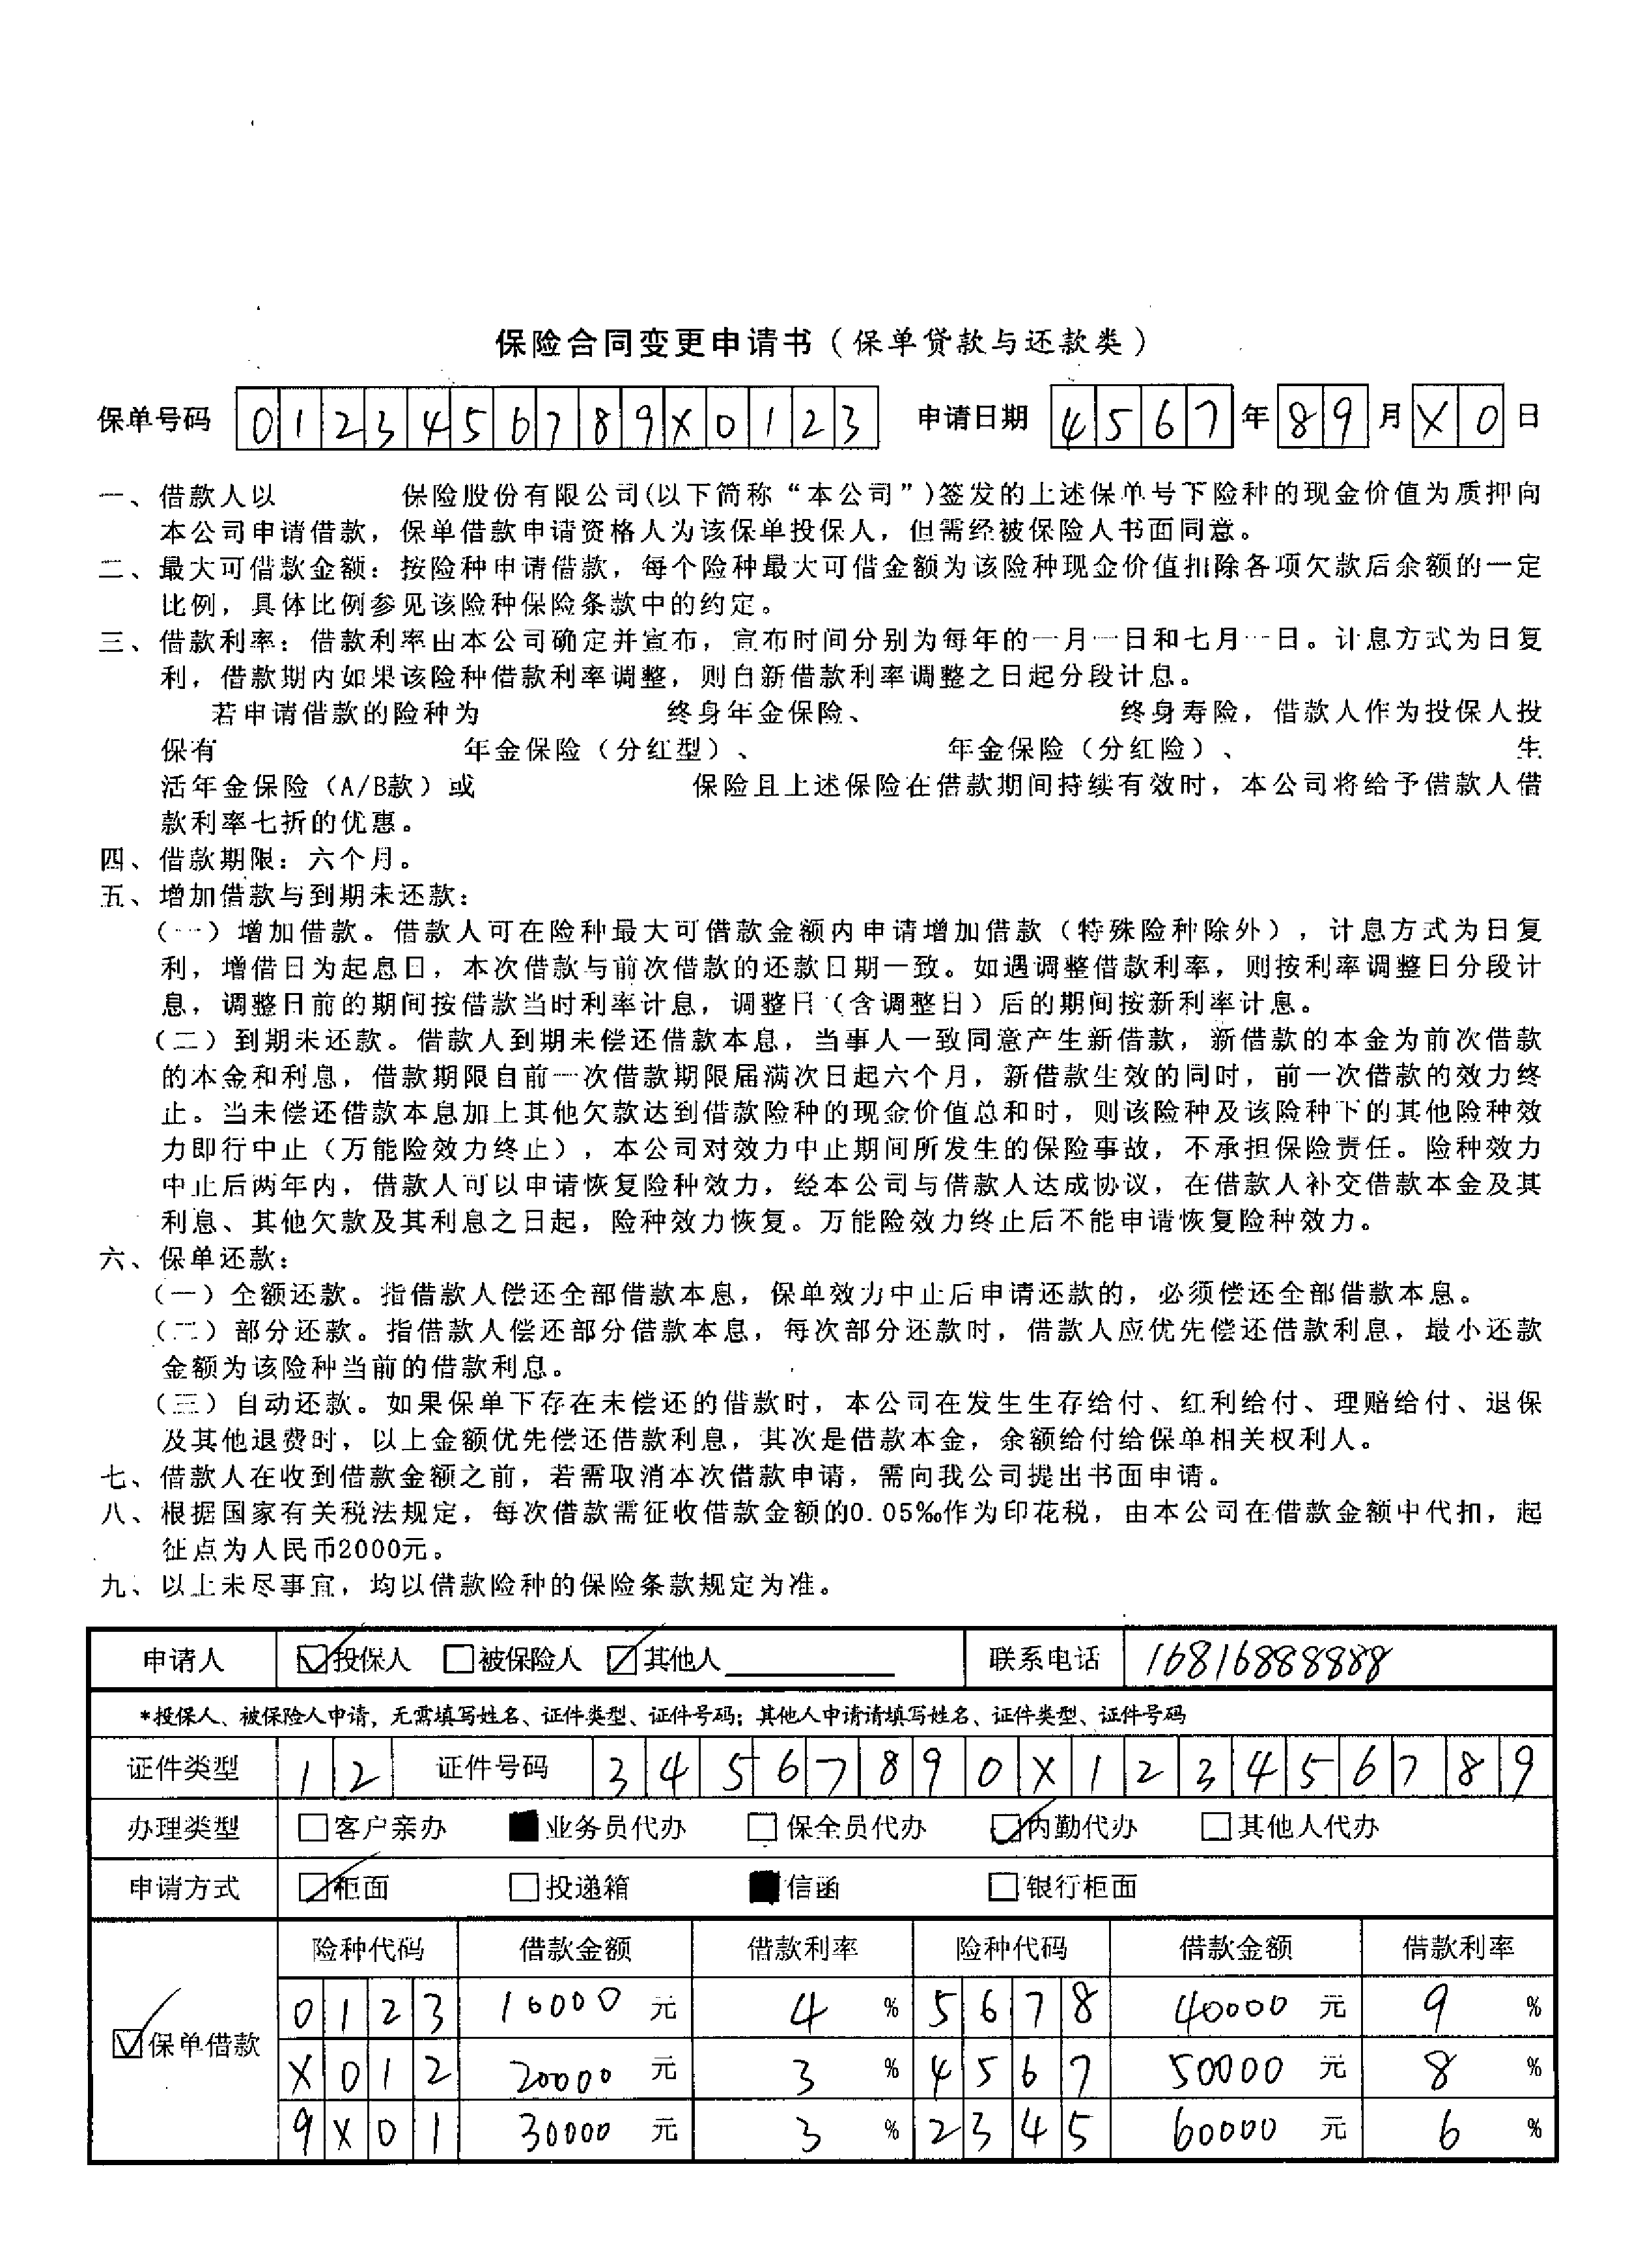 保险合同变更申请书（保单贷款与还款类）
保单号码 0123456789X0123 申请日期 4567年89月X0日
一、借款人以 保险股份有限公司(以下简称“本公司”)签发的上述保单号下险种的现金价值为质押向
本公司申请借款，保单借款申请资格人为该保单投保人，但需经被保险人书面同意。
二、最大可借款金额：按险种申请借款，每个险种最大可借金额为该险种现金价值扣除各项欠款后余额的一定
比例，具体比例参见该险种保险条款中的约定。
三、借款利率：借款利率由本公司确定并宣布，宣布时间分别为每年的一月一日和七月一日。计息方式为日复
利，借款期内如果该险种借款利率调整，则自新借款利率调整之日起分段计息。
若申请借款的险种为 终身年金保险、 终身寿险，借款人作为投保人投
保有 年金保险（分红型）、 年金保险（分红险）、 生
活年金保险（A/B款）或 保险且上述保险在借款期间持续有效时，本公司将给予借款人借
款利率七折的优惠。
四、借款期限：六个月。
五、增加借款与到期未还款：
（一）增加借款。借款人可在险种最大可借款金额内申请增加借款（特殊险种除外），计息方式为日复
利，增借日为起息日，本次借款与前次借款的还款日期一致。如遇调整借款利率，则按利率调整日分段计
息，调整日前的期间按借款当时利率计息，调整日（含调整日）后的期间按新利率计息。
（二）到期未还款。借款人到期未偿还借款本息，当事人一致同意产生新借款，新借款的本金为前次借款
的本金和利息，借款期限自前一次借款期限届满次日起六个月，新借款生效的同时，前一次借款的效力终
止。当未偿还借款本息加上其他欠款达到借款险种的现金价值总和时，则该险种及该险种下的其他险种效
力即行中止（万能险效力终止），本公司对效力中止期间所发生的保险事故，不承担保险责任。险种效力
中止后两年内，借款人可以申请恢复险种效力，经本公司与借款人达成协议，在借款人补交借款本金及其
利息、其他欠款及其利息之日起，险种效力恢复。万能险效力终止后不能申请恢复险种效力。
六、保单还款：
（一）全额还款。指借款人偿还全部借款本息，保单效力中止后申请还款的，必须偿还全部借款本息。
（二）部分还款。指借款人偿还部分借款本息，每次部分还款时，借款人应优先偿还借款利息，最小还款
金额为该险种当前的借款利息。
（三）自动还款。如果保单下存在未偿还的借款时，本公司在发生生存给付、红利给付、理赔给付、退保
及其他退费时，以上金额优先偿还借款利息，其次是借款本金，余额给付给保单相关权利人。
七、借款人在收到借款金额之前，若需取消本次借款申请，需向我公司提出书面申请。
八、根据国家有关税法规定，每次借款需征收借款金额的0.05‰作为印花税，由本公司在借款金额中代扣，起
征点为人民币2000元。
九、以上未尽事宜，均以借款险种的保险条款规定为准。
申请人 ☑投保人 □被保险人 ☑其他人 联系电话 16816888888
*投保人、被保险人申请，无需填写姓名、证件类型、证件号码；其他人申请请填写姓名、证件类型、证件号码
证件类型 12 证件号码 34567890X123456789
办理类型 □客户亲办 ■业务员代办 □保全员代办 ☑内勤代办 □其他人代办
申请方式 ☑柜面 □投递箱 ■信函 □银行柜面
险种代码 借款金额 借款利率 险种代码 借款金额 借款利率
0123 10000元 4% 5678 40000元 9%
☑保单借款
X012 20000元 3% 4567 50000元 8%
9X01 30000元 3% 2345 60000元 6%